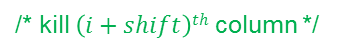 /* kill (i + shift)^{th} column */